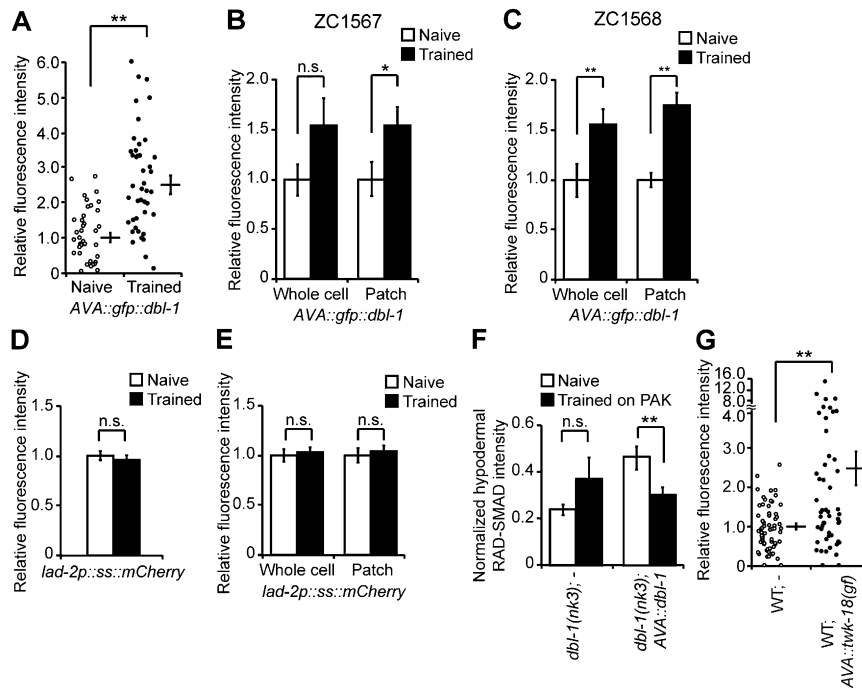 A
**
Relative fluorescence intensity
6.0
5.0
4.0
3.0
2.0
1.0
0
Naive Trained
AVA::gfp::dbl-1
B
ZC1567
Naive
Trained
Relative fluorescence intensity
2.0
1.5
1.0
0.5
0
n.s.
*
Whole cell Patch
AVA::gfp::dbl-1
C
ZC1568
Naive
Trained
Relative fluorescence intensity
2.0
1.5
1.0
0.5
0
**
**
Whole cell Patch
AVA::gfp::dbl-1
D
Naive
Trained
Relative fluorescence intensity
1.5
1.0
0.5
0
n.s.
lad-2p::ss::mCherry
E
Naive
Trained
Relative fluorescence intensity
1.5
1.0
0.5
0
n.s.
n.s.
Whole cell Patch
lad-2p::ss::mCherry
F
Naive
Trained on PAK
Normalized hypodermal
RAD-SMAD intensity
0.6
0.4
0.2
0
n.s.
**
dbl-1(nk3); -
dbl-1(nk3);
AVA::dbl-1
G
**
Relative fluorescence intensity
16.0
12.0
8.0
4.0
3.0
2.0
1.0
0
WT; -
WT;
AVA::twk-18(gf)